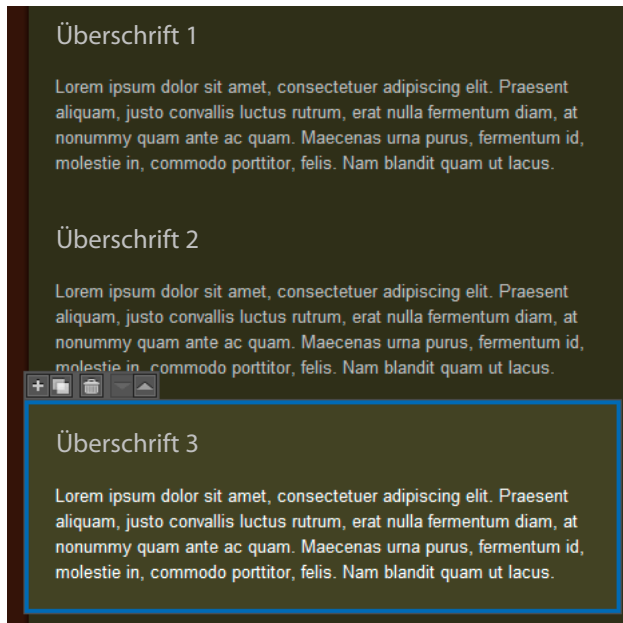 Überschrift 1
Lorem ipsum dolor sit amet, consectetuer adipiscing elit. Praesent
aliquam, justo convallis luctus rutrum, erat nulla fermentum diam, at
nonummy quam ante ac quam. Maecenas urna purus, fermentum id,
molestie in, commodo porttitor, felis. Nam blandit quam ut lacus.
Überschrift 2
Lorem ipsum dolor sit amet, consectetuer adipiscing elit. Praesent
aliquam, justo convallis luctus rutrum, erat nulla fermentum diam, at
nonummy quam ante ac quam. Maecenas urna purus, fermentum id,
molestie in, commodo porttitor, felis. Nam blandit quam ut lacus.
Überschrift 3
Lorem ipsum dolor sit amet, consectetuer adipiscing elit. Praesent
aliquam, justo convallis luctus rutrum, erat nulla fermentum diam, at
nonummy quam ante ac quam. Maecenas urna purus, fermentum id,
molestie in, commodo porttitor, felis. Nam blandit quam ut lacus.